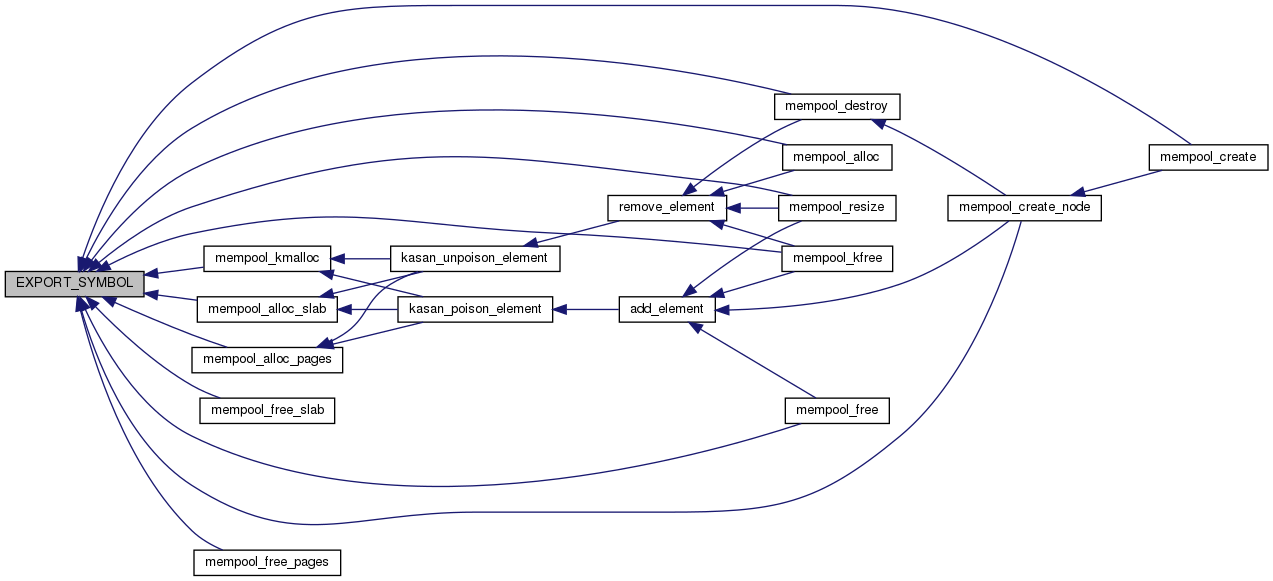 mempool_destroy
mempool_alloc
mempool_create
remove_element
mempool_resize
mempool_create_node
mempool_kmalloc
kasan_unpoison_element
mempool_kfree
EXPORT_SYMBOL
mempool_alloc_slab
kasan_poison_element
add_element
mempool_alloc_pages
mempool_free_slab
mempool_free
mempool_free_pages